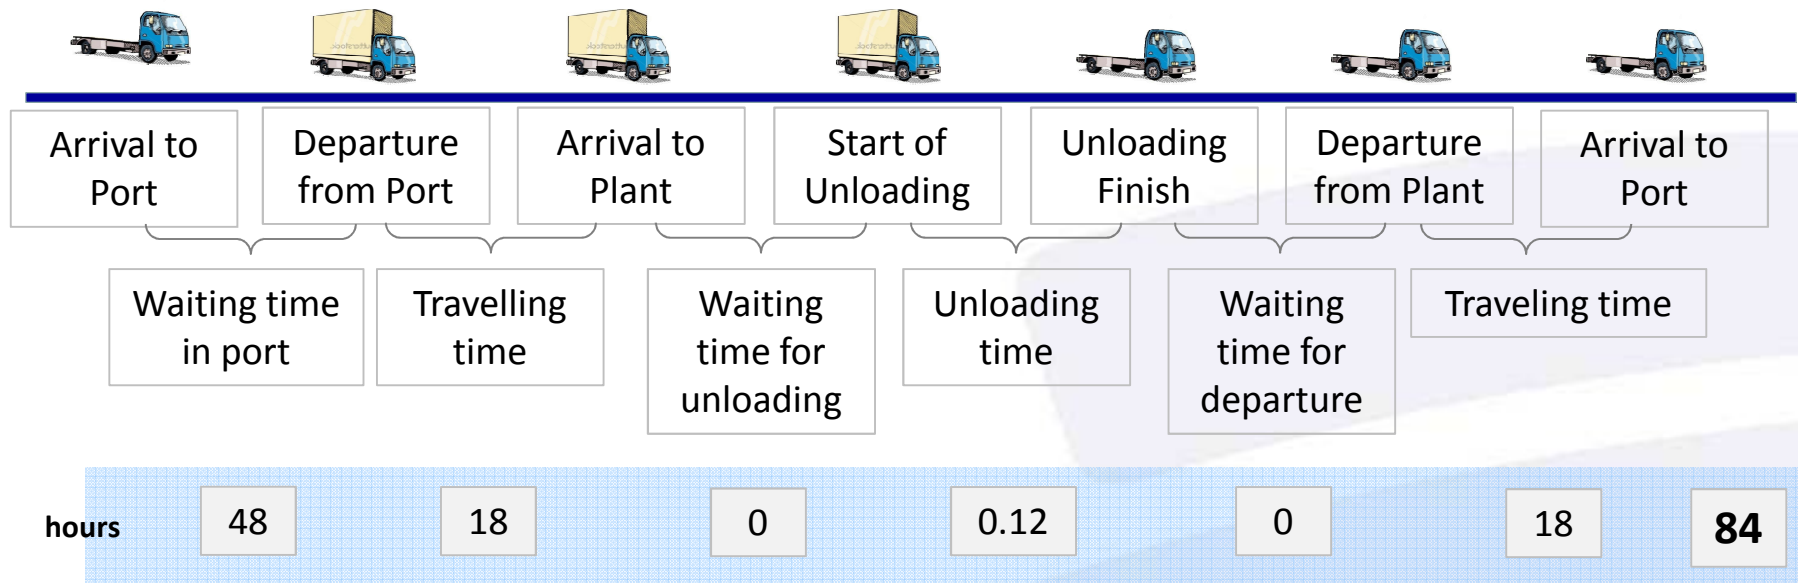 Arrival to
Port
Departure
from Port
Arrival to
Plant
Start of
Unloading
Unloading
Finish
Departure
from Plant
Arrival to
Port
Waiting time
in port
Travelling
time
Waiting
time for
unloading
Unloading
time
Waiting
time for
departure
Traveling time
hours 48 18 0 0.12 0 18 84